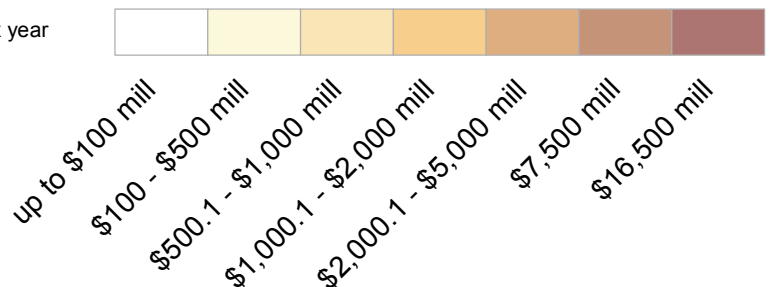 year
up to $100 mill
$100 - $500 mill
$500.1 - $1,000 mill
$1,000.1 - $2,000 mill
$2,000.1 - $5,000 mill
$7,500 mill
$16,500 mill